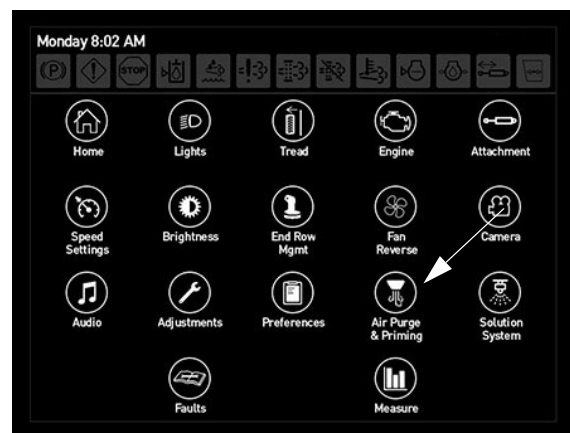 Monday 8:02 AM
(P) STOP
Home Lights Tread Engine Attachment
Speed Brightness End Row Fan Camera
Settings Mgmt Reverse
Audio Adjustments Preferences Air Purge Solution
& Priming System
Faults Measure